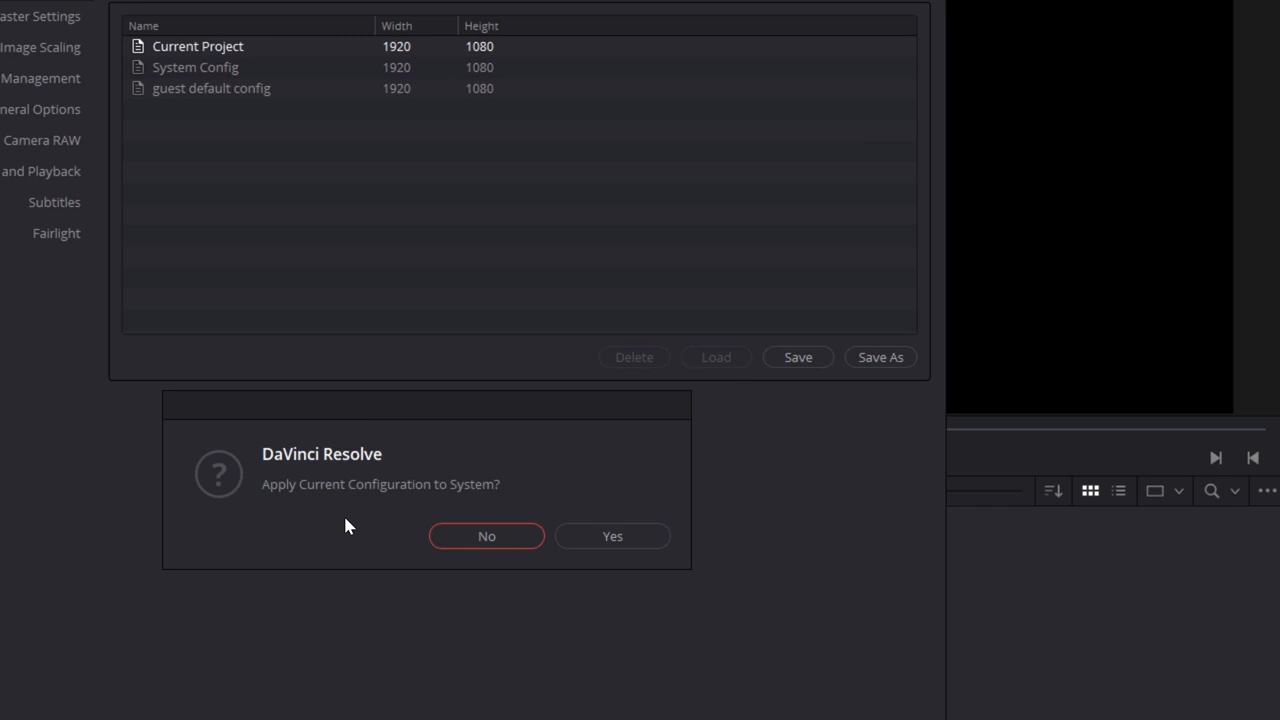 aster Settings
Image Scaling
Management
neral Options
Camera RAW
and Playback
Subtitles
Fairlight
Name Width Height
Current Project 1920 1080
System Config 1920 1080
guest default config 1920 1080
Delete Load Save Save As
DaVinci Resolve
Apply Current Configuration to System?
No Yes